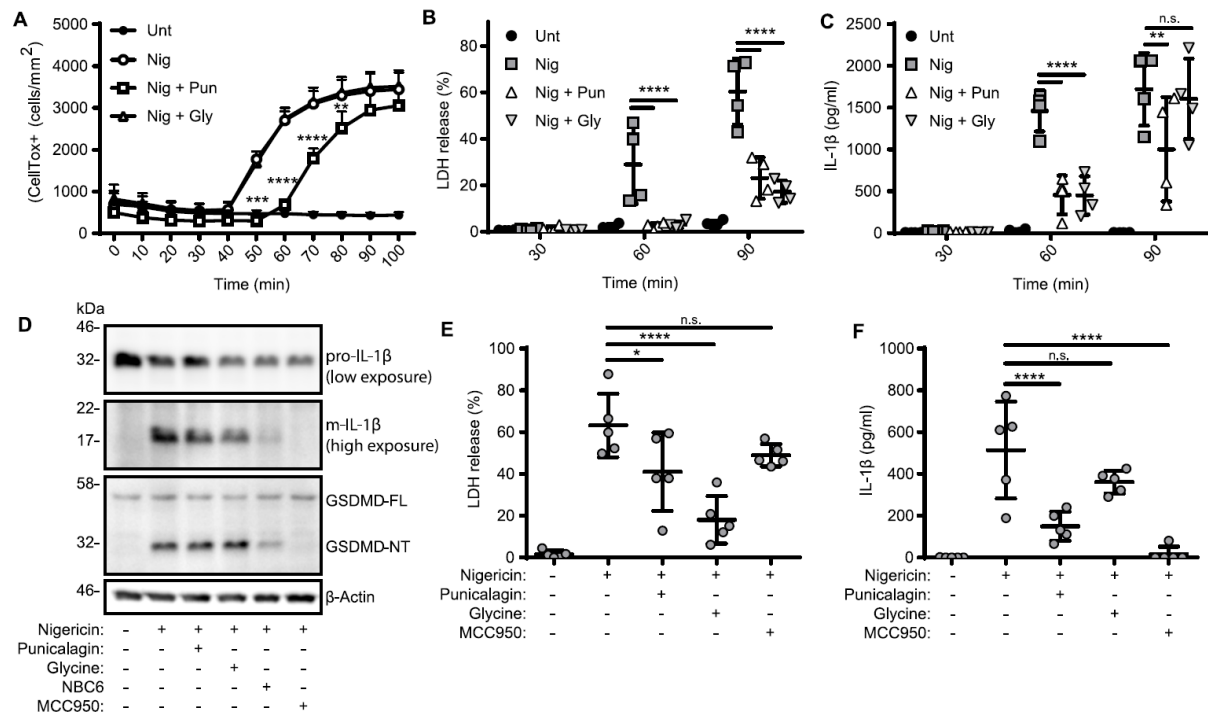 A
(CellTox+) (cells/mm²)
5000
4000
3000
2000
1000
0
Unt
Nig
Nig + Pun
Nig + Gly
***
****
****
**
0 10 20 30 40 50 60 70 80 90 100
Time (min)
B
LDH release (%)
80
60
40
20
0
Unt
Nig
Nig + Pun
Nig + Gly
****
****
30 60 90
Time (min)
C
IL-1β (pg/ml)
2500
2000
1500
1000
500
0
Unt
Nig
Nig + Pun
Nig + Gly
n.s.
**
****
30 60 90
Time (min)
D
kDa
46-
32-
pro-IL-1β
(low exposure)
22-
17-
m-IL-1β
(high exposure)
58-
GSDMD-FL
32-
GSDMD-NT
46-
β-Actin
Nigericin: - + + + + +
Punicalagin: - - + - - -
Glycine: - - - + - -
NBC6 - - - - + -
MCC950: - - - - - +
E
LDH release (%)
100
80
60
40
20
0
n.s.
****
*
Nigericin: - + + + +
Punicalagin: - - + - -
Glycine: - - - + -
MCC950: - - - - +
F
IL-1β (pg/ml)
1000
800
600
400
200
0
****
n.s.
****
Nigericin: - + + + +
Punicalagin: - - + - -
Glycine: - - - + -
MCC950: - - - - +